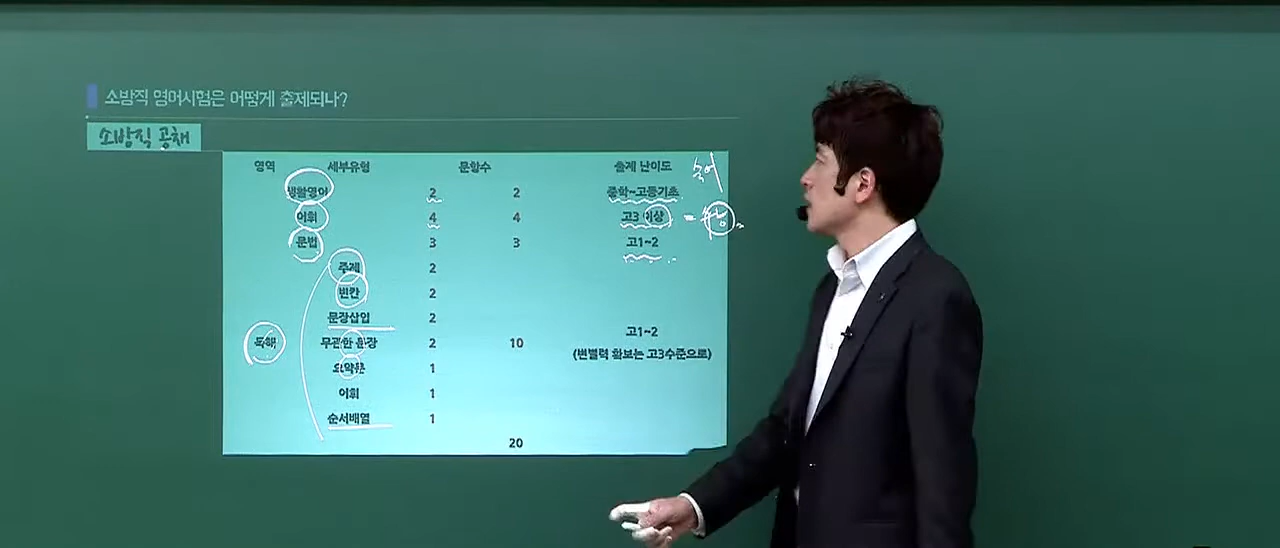 소방직 영어시험은 어떻게 출제되나?
소방직 공채
영역 세부유형 문항수 출제 난이도 숙어
생활영어 2 2 중학~고등기초
어휘 4 4 고3 이상 = 수능
문법 3 3 고1~2
주제 2
빈칸 2
문장삽입 2
고1~2
독해 무관한 문장 2 10
(변별력 확보는 고3수준으로)
요약문 1
어휘 1
순서배열 1
20